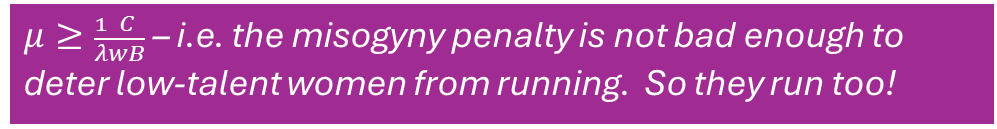 μ ≥ \frac{1 C}{λwB} – i.e. the misogyny penalty is not bad enough to
deter low-talent women from running.  So they run too!